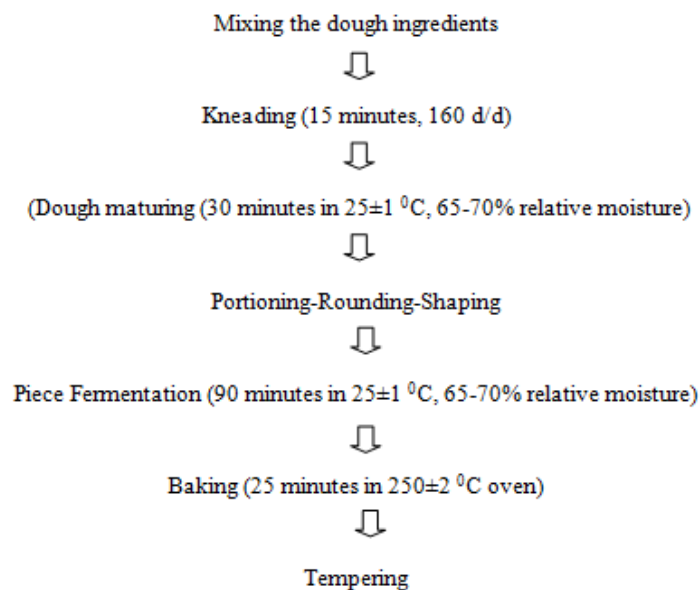 Mixing the dough ingredients
Kneading (15 minutes, 160 d/d)
(Dough maturing (30 minutes in 25±1 ⁰C, 65-70% relative moisture)
Portioning-Rounding-Shaping
Piece Fermentation (90 minutes in 25±1 ⁰C, 65-70% relative moisture)
Baking (25 minutes in 250±2 ⁰C oven)
Tempering